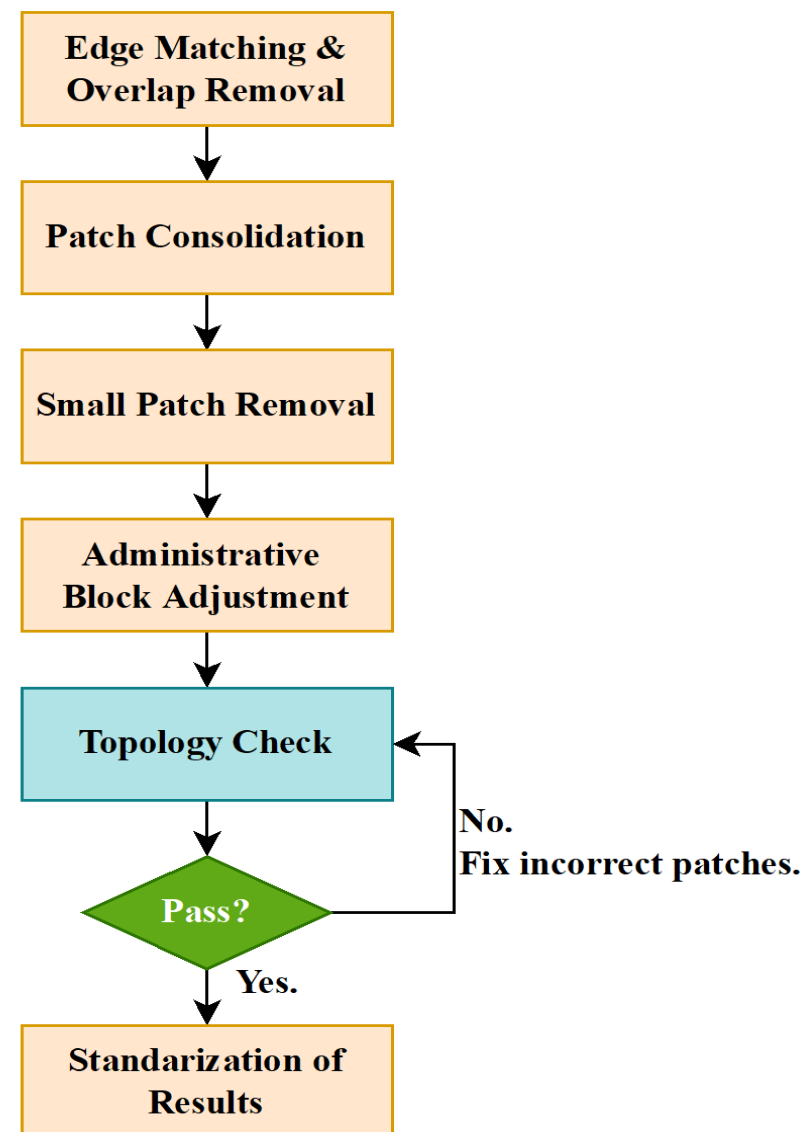 Edge Matching &
Overlap Removal
Patch Consolidation
Small Patch Removal
Administrative
Block Adjustment
Topology Check
No.
Fix incorrect patches.
Pass?
Yes.
Standarization of
Results